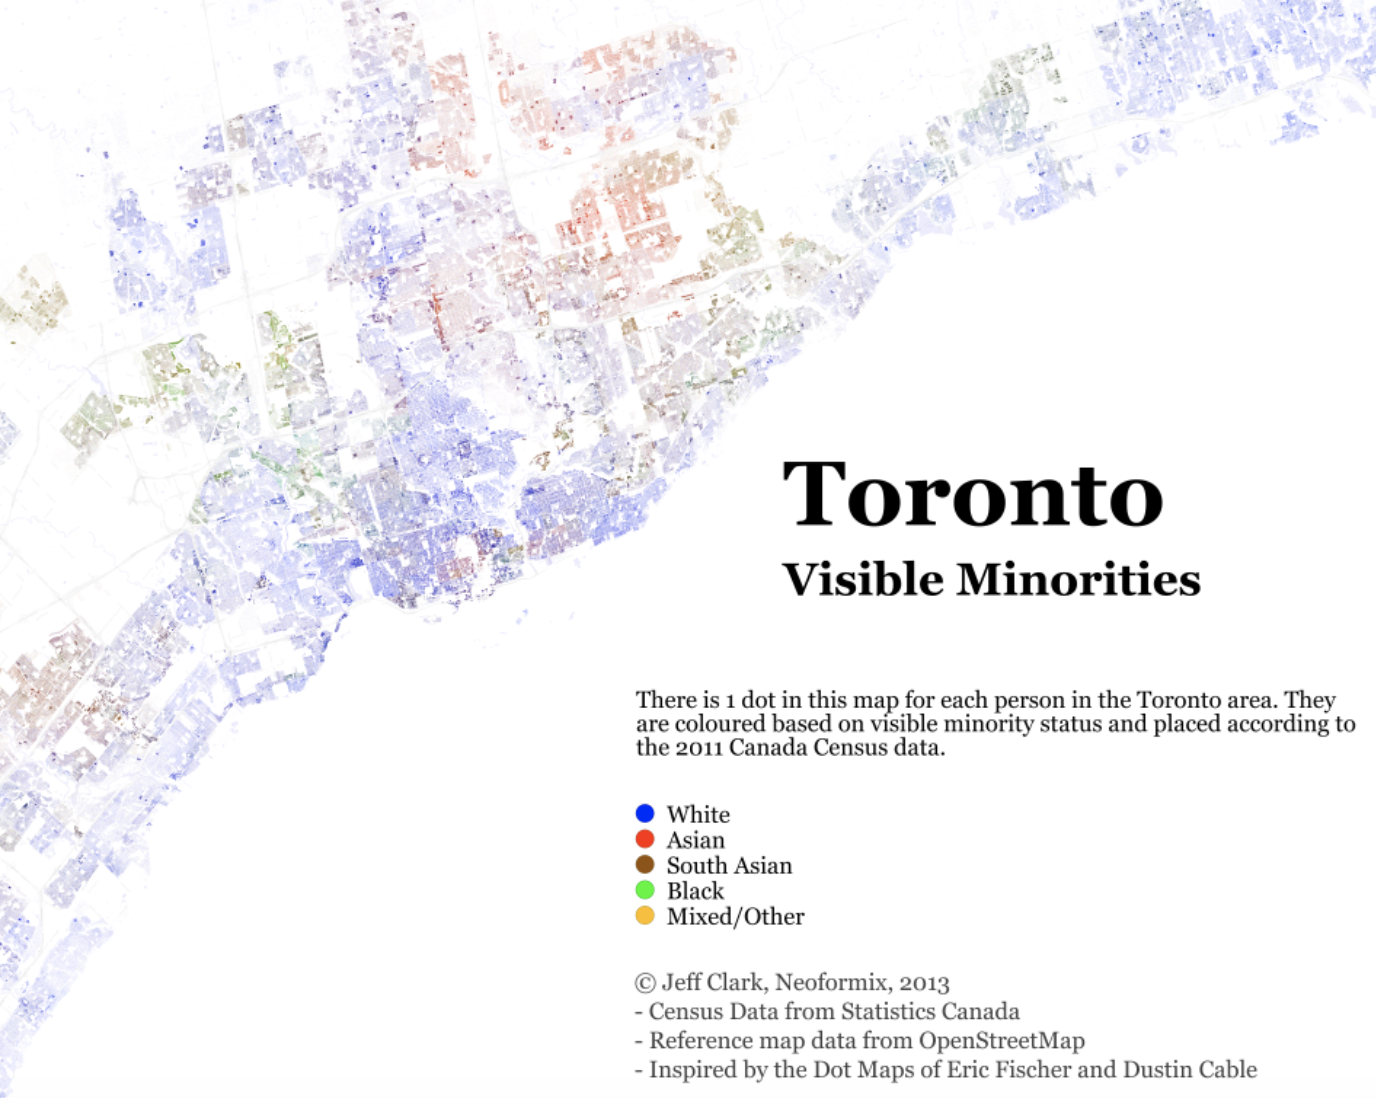 Toronto
Visible Minorities
There is 1 dot in this map for each person in the Toronto area. They
are coloured based on visible minority status and placed according to
the 2011 Canada Census data.
White
Asian
South Asian
Black
Mixed/Other
© Jeff Clark, Neoformix, 2013
- Census Data from Statistics Canada
- Reference map data from OpenStreetMap
- Inspired by the Dot Maps of Eric Fischer and Dustin Cable